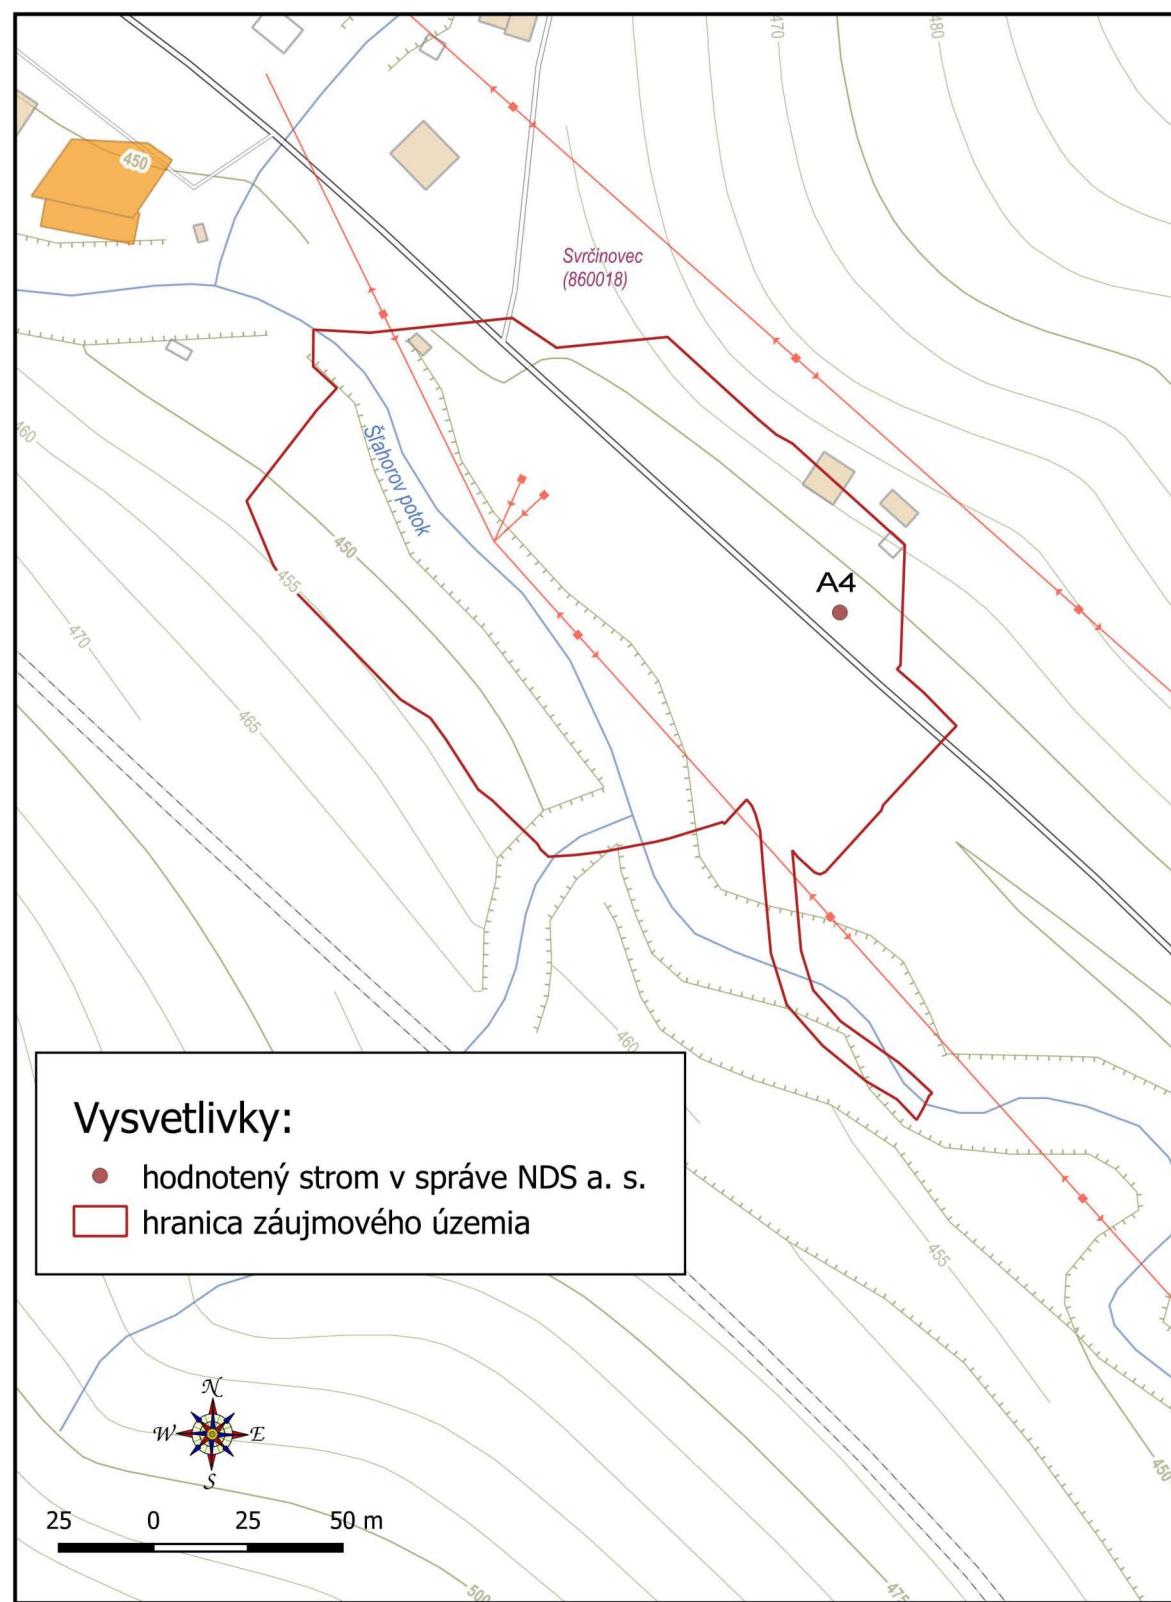 470
480
450
Svrčinovec
(860018)
460
Šľahorov potok
450
455
A4
470
465
460
Vysvetlivky:
hodnotený strom v správe NDS a. s.
hranica záujmového územia
455
N
W E
S
450
25 0 25 50 m
500
475